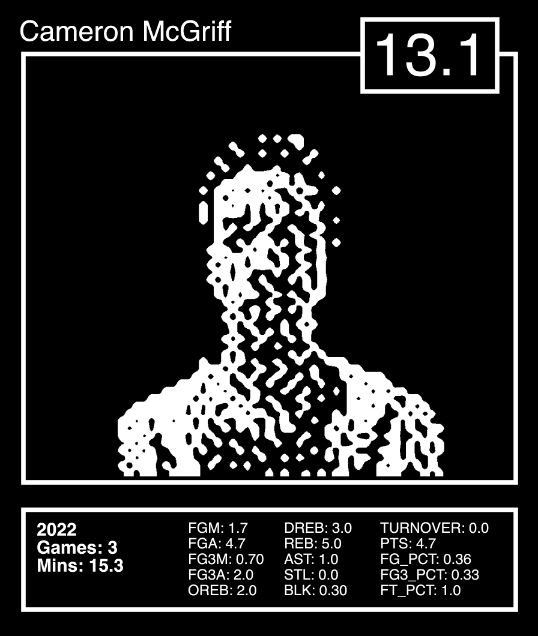 Cameron McGriff
13.1
2022
Games: 3
Mins: 15.3
FGM: 1.7
FGA: 4.7
FG3M: 0.70
FG3A: 2.0
OREB: 2.0
DREB: 3.0
REB: 5.0
AST: 1.0
STL: 0.0
BLK: 0.30
TURNOVER: 0.0
PTS: 4.7
FG_PCT: 0.36
FG3_PCT: 0.33
FT_PCT: 1.0